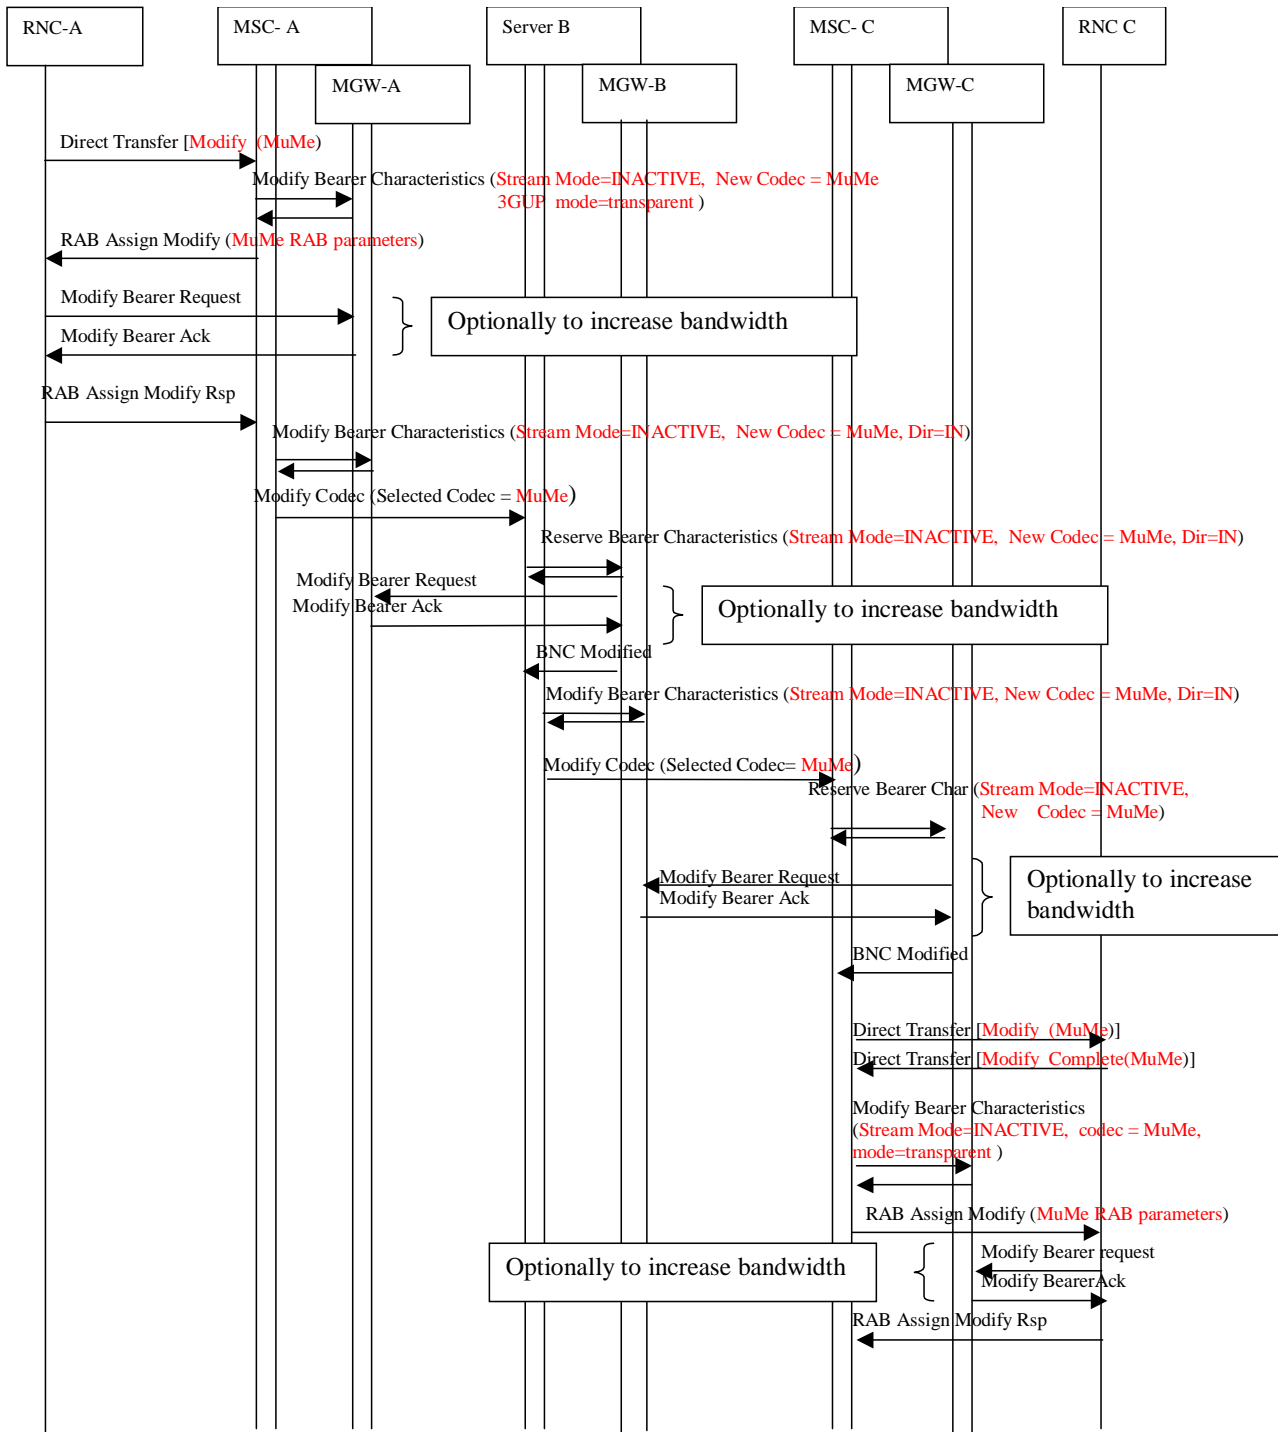 RNC-A
MSC- A
Server B
MSC- C
RNC C
MGW-A
MGW-B
MGW-C
Direct Transfer [Modify (MuMe)
Modify Bearer Characteristics (Stream Mode=INACTIVE, New Codec = MuMe
3GUP mode=transparent )
RAB Assign Modify (MuMe RAB parameters)
Modify Bearer Request
Optionally to increase bandwidth
Modify Bearer Ack
RAB Assign Modify Rsp
Modify Bearer Characteristics (Stream Mode=INACTIVE, New Codec = MuMe, Dir=IN)
Modify Codec (Selected Codec = MuMe)
Reserve Bearer Characteristics (Stream Mode=INACTIVE, New Codec = MuMe, Dir=IN)
Modify Bearer Request
Modify Bearer Ack
Optionally to increase bandwidth
BNC Modified
Modify Bearer Characteristics (Stream Mode=INACTIVE, New Codec = MuMe, Dir=IN)
Modify Codec (Selected Codec= MuMe)
Reserve Bearer Char (Stream Mode=INACTIVE,
New Codec = MuMe)
Modify Bearer Request
Modify Bearer Ack
Optionally to increase
bandwidth
BNC Modified
Direct Transfer [Modify (MuMe)]
Direct Transfer [Modify Complete(MuMe)]
Modify Bearer Characteristics
(Stream Mode=INACTIVE, codec = MuMe,
mode=transparent )
RAB Assign Modify (MuMe RAB parameters)
Modify Bearer request
Optionally to increase bandwidth
Modify BearerAck
RAB Assign Modify Rsp